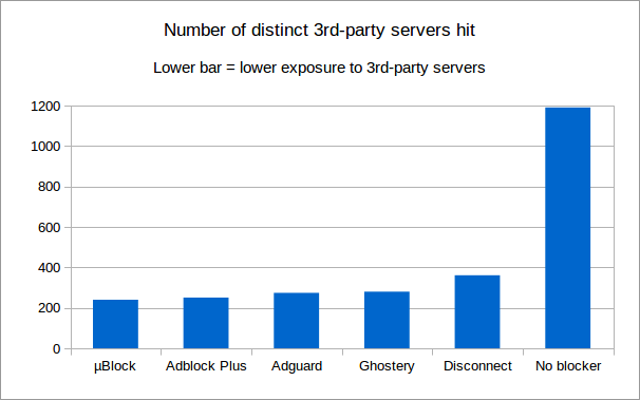 Number of distinct 3rd-party servers hit
Lower bar = lower exposure to 3rd-party servers
1200
1000
800
600
400
200
0
µBlock Adblock Plus Adguard Ghostery Disconnect No blocker